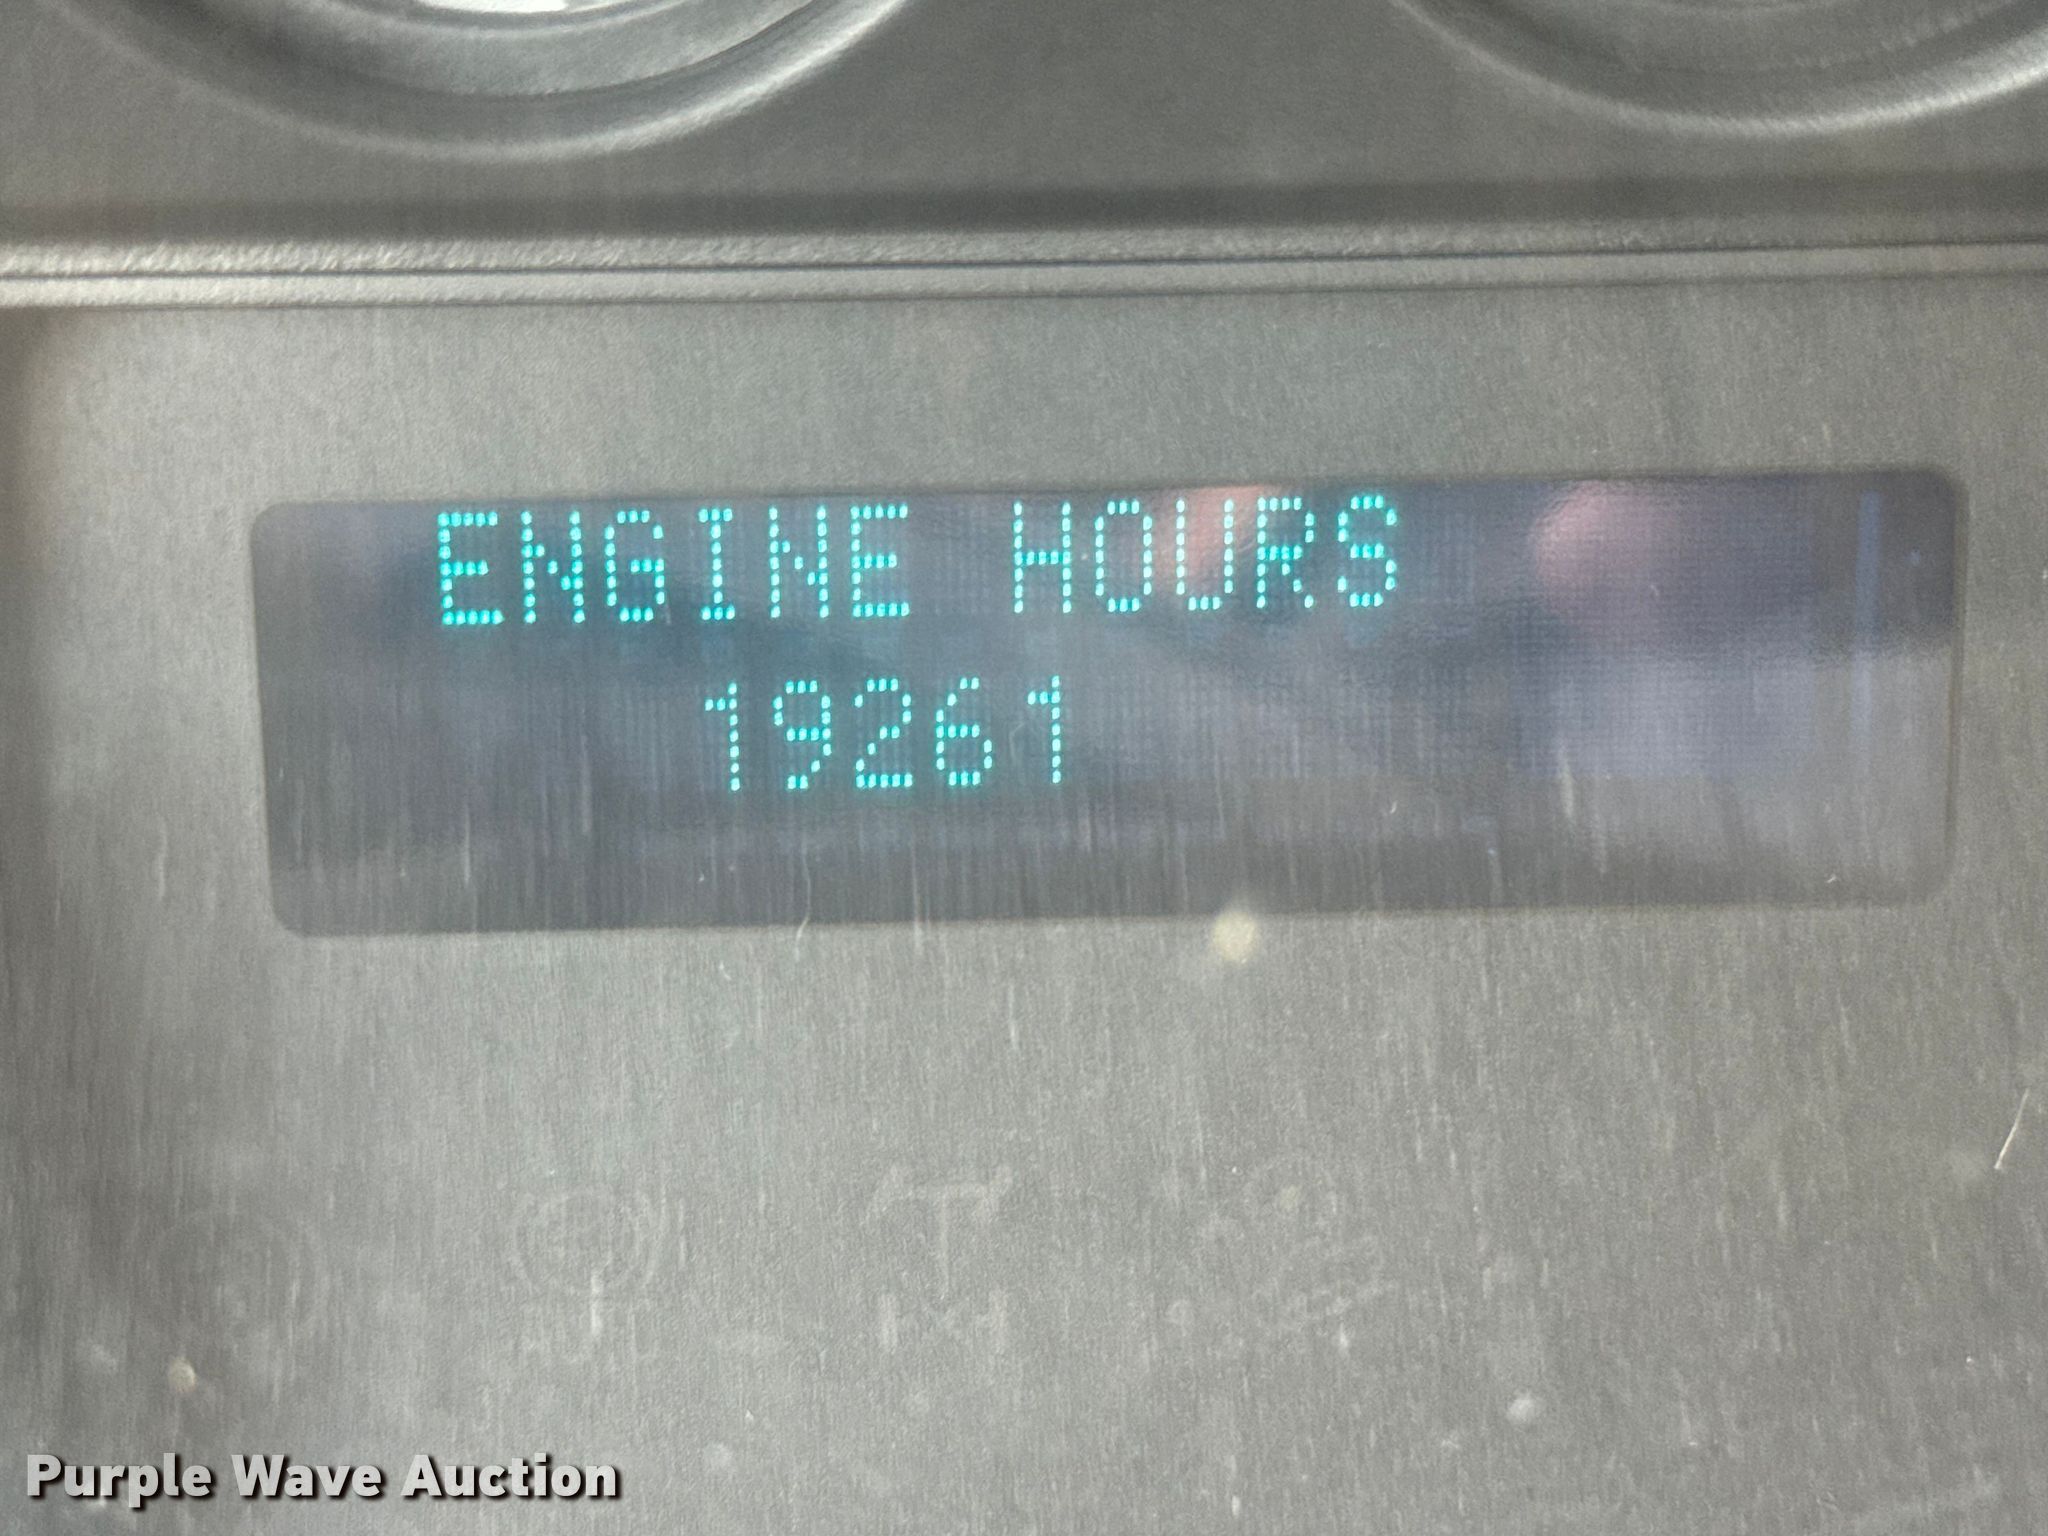 ENGINE HOURS
19261
Purple Wave Auction